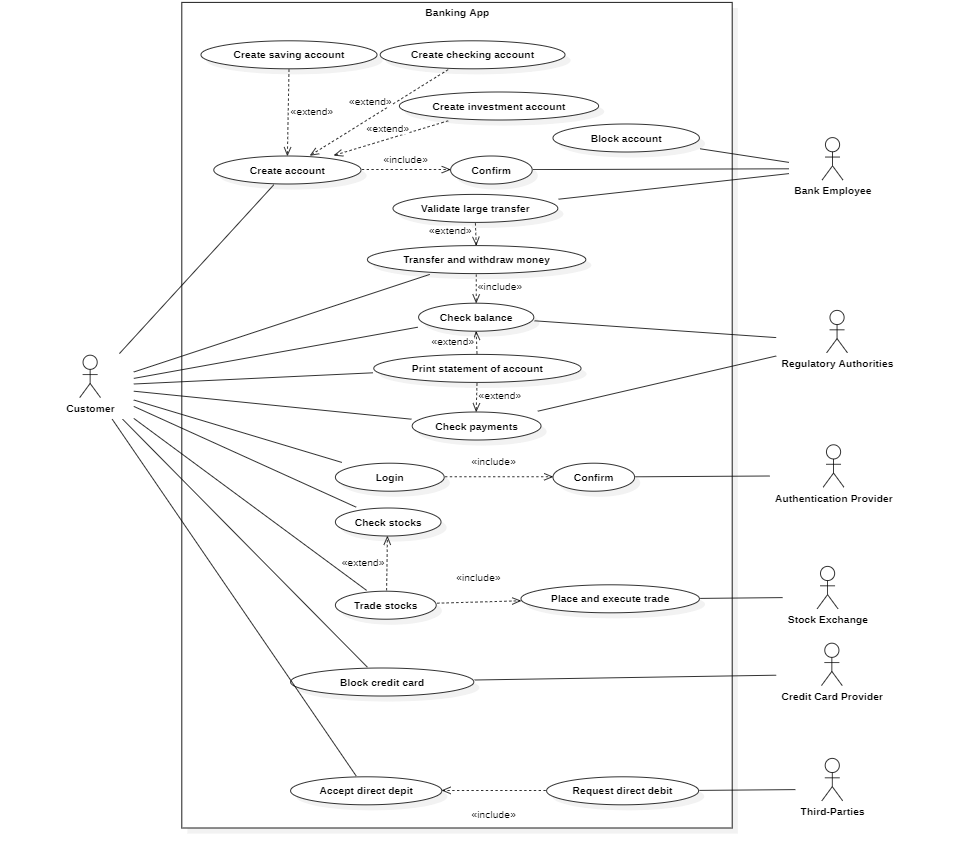 Banking App
Create saving account
Create checking account
«extend»
«extend»
Create investment account
«extend»
Block account
Create account
«include»
Confirm
Bank Employee
Validate large transfer
«extend»
Transfer and withdraw money
«include»
Check balance
«extend»
Print statement of account
Regulatory Authorities
«extend»
Customer
Check payments
Login
«include»
Confirm
Authentication Provider
Check stocks
«extend»
Trade stocks
«include»
Place and execute trade
Stock Exchange
Block credit card
Credit Card Provider
Accept direct depit
Request direct debit
«include»
Third-Parties